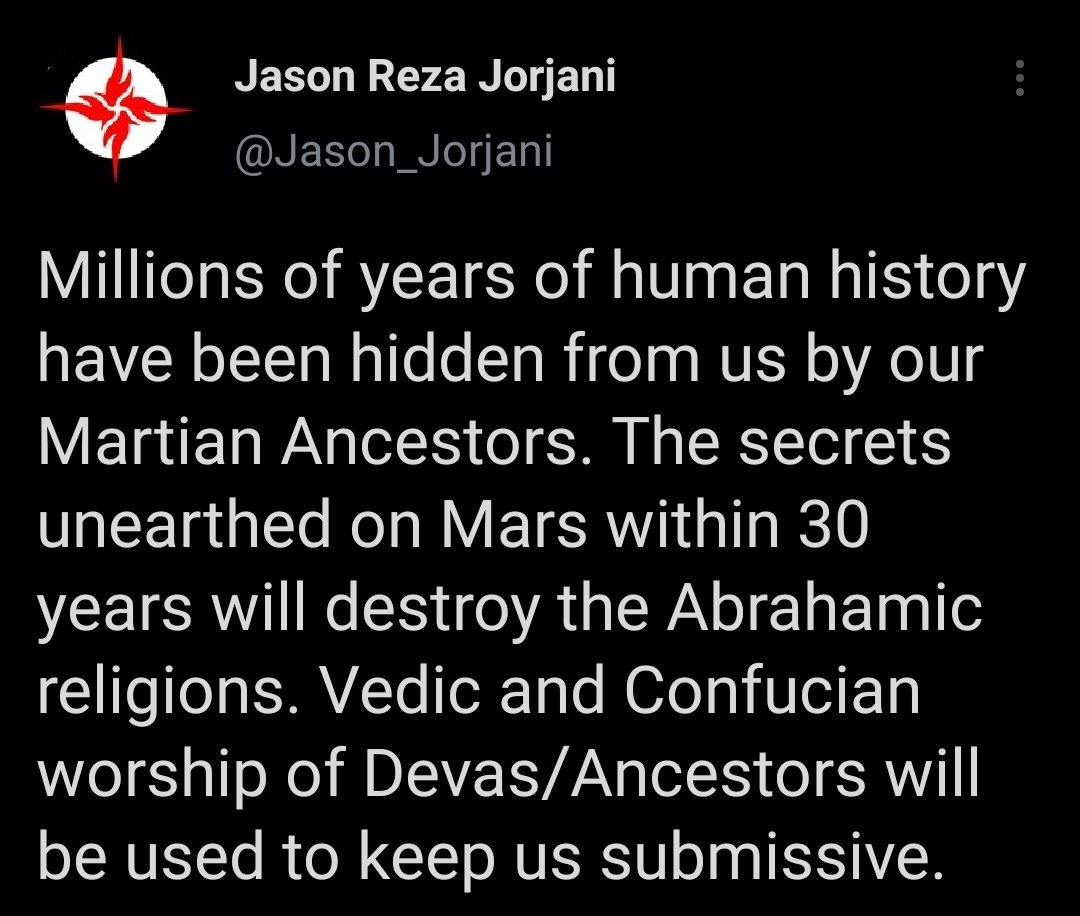 Jason Reza Jorjani
@Jason_Jorjani
Millions of years of human history
have been hidden from us by our
Martian Ancestors. The secrets
unearthed on Mars within 30
years will destroy the Abrahamic
religions. Vedic and Confucian
worship of Devas/Ancestors will
be used to keep us submissive.